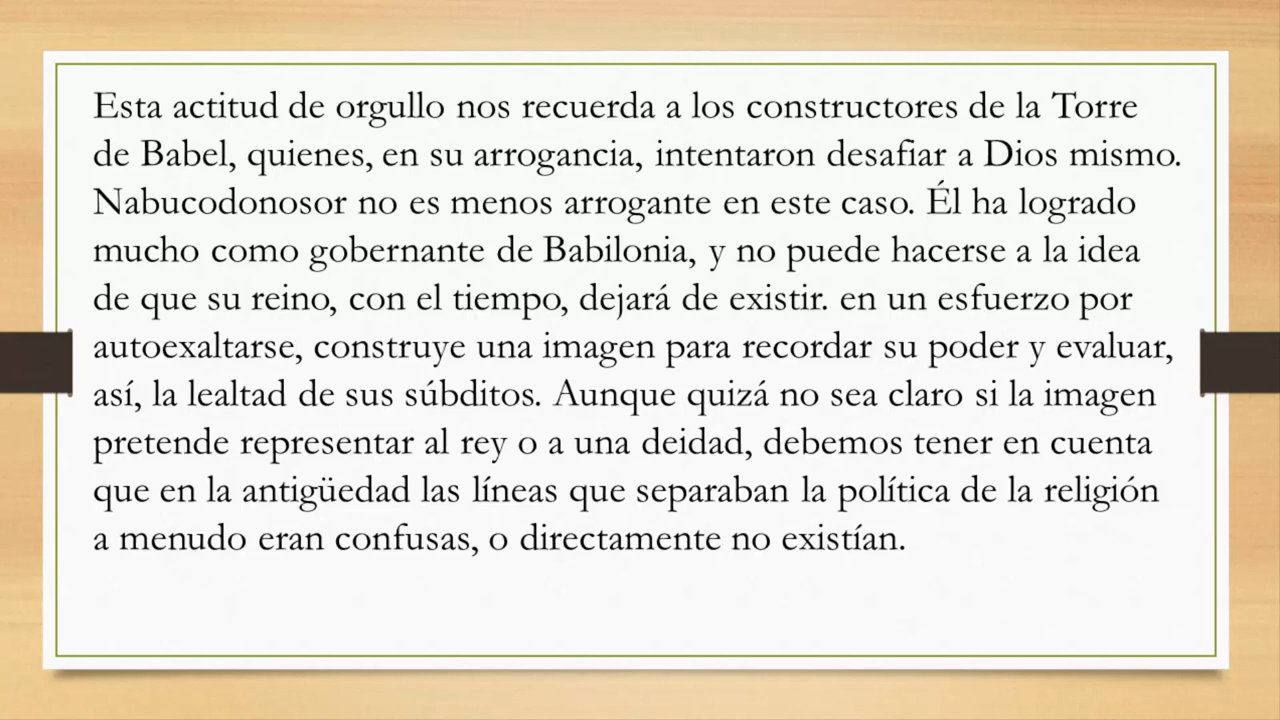 Esta actitud de orgullo nos recuerda a los constructores de la Torre
de Babel, quienes, en su arrogancia, intentaron desafiar a Dios mismo.
Nabucodonosor no es menos arrogante en este caso. Él ha logrado
mucho como gobernante de Babilonia, y no puede hacerse a la idea
de que su reino, con el tiempo, dejará de existir. en un esfuerzo por
autoexaltarse, construye una imagen para recordar su poder y evaluar,
así, la lealtad de sus súbditos. Aunque quizá no sea claro si la imagen
pretende representar al rey o a una deidad, debemos tener en cuenta
que en la antigüedad las líneas que separaban la política de la religión
a menudo eran confusas, o directamente no existían.